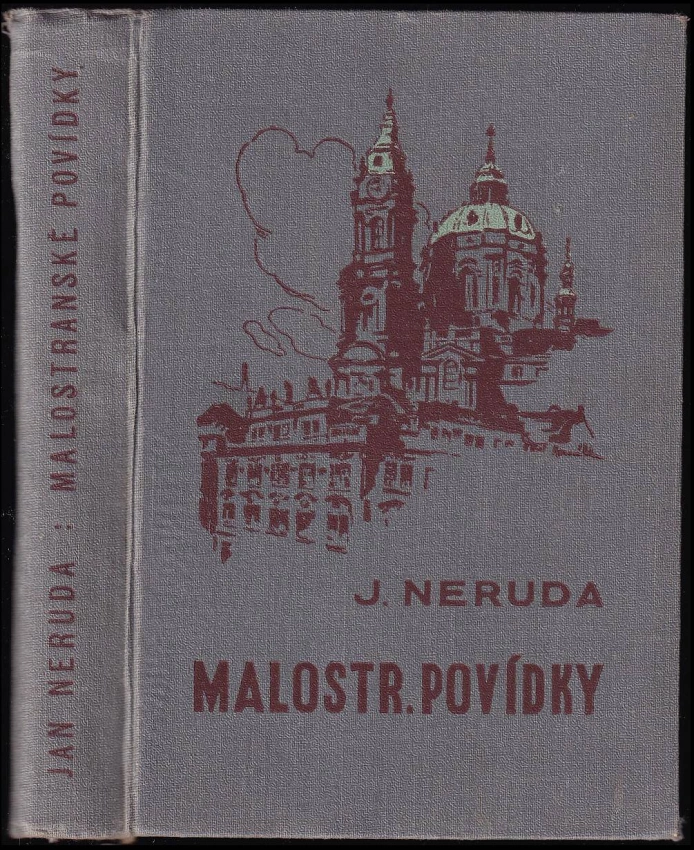 JAN NERUDA : MALOSTRANSKÉ POVÍDKY.
J. NERUDA
MALOSTR. POVÍDKY